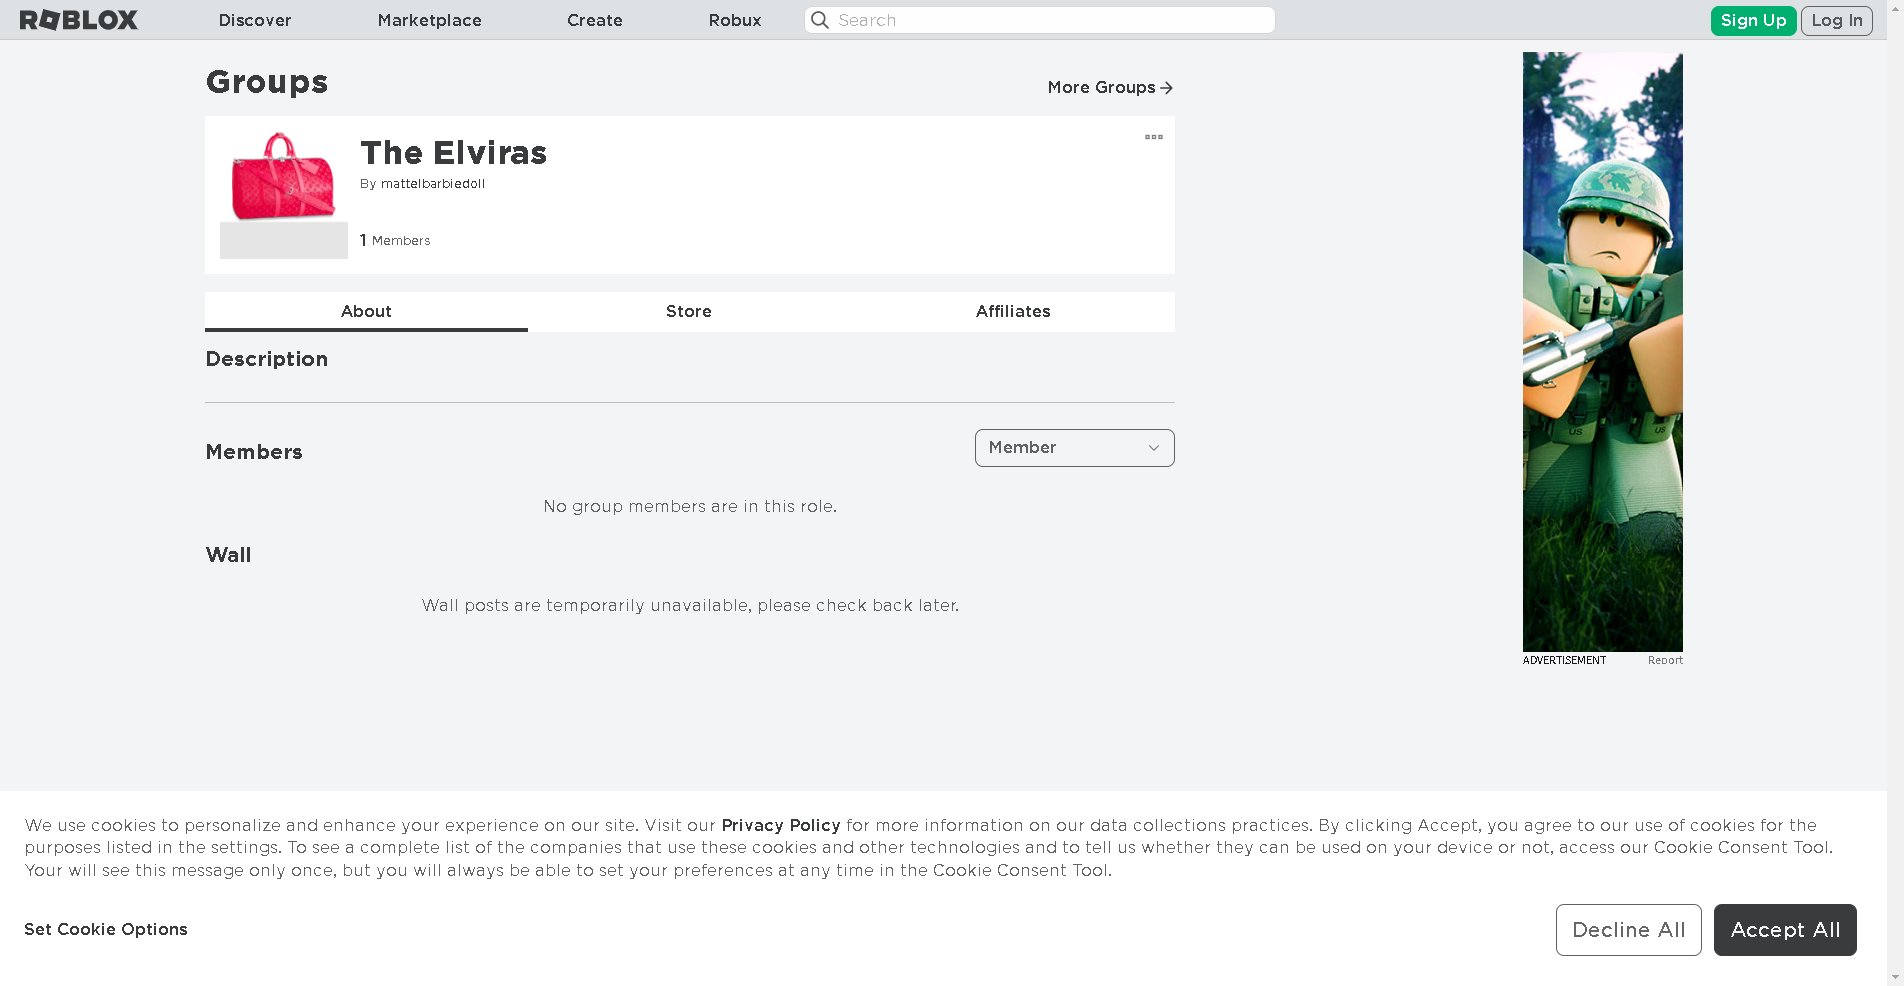 ROBLOX Discover Marketplace Create Robux Search Sign Up Log In
Groups
More Groups
The Elviras
By mattelbarbiedoll
1 Members
About Store Affiliates
Description
Members
Member
No group members are in this role.
Wall
Wall posts are temporarily unavailable, please check back later.
US US
ADVERTISEMENT Report
We use cookies to personalize and enhance your experience on our site. Visit our Privacy Policy for more information on our data collections practices. By clicking Accept, you agree to our use of cookies for the
purposes listed in the settings. To see a complete list of the companies that use these cookies and other technologies and to tell us whether they can be used on your device or not, access our Cookie Consent Tool.
Your will see this message only once, but you will always be able to set your preferences at any time in the Cookie Consent Tool.
Set Cookie Options
Decline All
Accept All